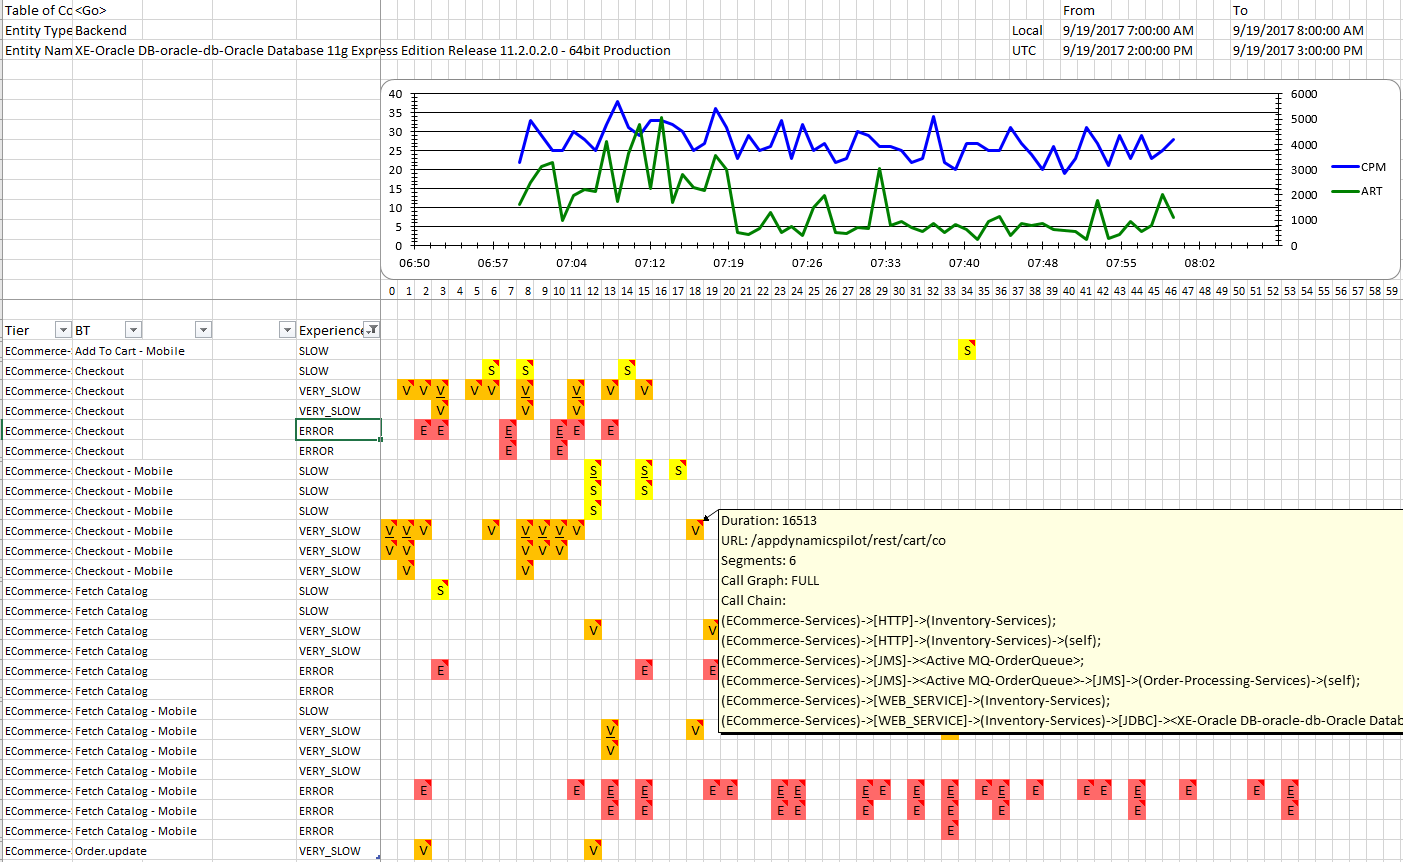 Table of Cc <Go> From To
Entity Type Backend Local 9/19/2017 7:00:00 AM 9/19/2017 8:00:00 AM
Entity Nam XE-Oracle DB-oracle-db-Oracle Database 11g Express Edition Release 11.2.0.2.0 - 64bit Production UTC 9/19/2017 2:00:00 PM 9/19/2017 3:00:00 PM
40 6000
35 5000
30 4000
25 3000
20
15 2000
10 1000
5
0 0
CPM
ART
06:50 06:57 07:04 07:12 07:19 07:26 07:33 07:40 07:48 07:55 08:02
0 1 2 3 4 5 6 7 8 9 10 11 12 13 14 15 16 17 18 19 20 21 22 23 24 25 26 27 28 29 30 31 32 33 34 35 36 37 38 39 40 41 42 43 44 45 46 47 48 49 50 51 52 53 54 55 56 57 58 59
Tier BT Experience
ECommerce- Add To Cart - Mobile SLOW S
ECommerce- Checkout SLOW S S S
ECommerce- Checkout VERY_SLOW V V V V V V V V V
ECommerce- Checkout VERY_SLOW V V V
ECommerce- Checkout ERROR E E E E E E
ECommerce- Checkout ERROR E E
ECommerce- Checkout - Mobile SLOW S S S
ECommerce- Checkout - Mobile SLOW S S
ECommerce- Checkout - Mobile SLOW S
ECommerce- Checkout - Mobile VERY_SLOW V V V V V V V V V
ECommerce- Checkout - Mobile VERY_SLOW V V V V V
ECommerce- Checkout - Mobile VERY_SLOW V V
ECommerce- Fetch Catalog SLOW S
ECommerce- Fetch Catalog SLOW
ECommerce- Fetch Catalog VERY_SLOW V V
ECommerce- Fetch Catalog VERY_SLOW
ECommerce- Fetch Catalog ERROR E E E
ECommerce- Fetch Catalog ERROR
ECommerce- Fetch Catalog - Mobile SLOW
ECommerce- Fetch Catalog - Mobile VERY_SLOW V V
ECommerce- Fetch Catalog - Mobile VERY_SLOW V
ECommerce- Fetch Catalog - Mobile VERY_SLOW
ECommerce- Fetch Catalog - Mobile ERROR E E E E E E E E E E E E E E E E E E E E E
ECommerce- Fetch Catalog - Mobile ERROR E E E E E E E E E E
ECommerce- Fetch Catalog - Mobile ERROR E
ECommerce- Order.update VERY_SLOW V V
Duration: 16513
URL: /appdynamicspilot/rest/cart/co
Segments: 6
Call Graph: FULL
Call Chain:
(ECommerce-Services)->[HTTP]->(Inventory-Services);
(ECommerce-Services)->[HTTP]->(Inventory-Services)->(self);
(ECommerce-Services)->[JMS]-><Active MQ-OrderQueue>;
(ECommerce-Services)->[JMS]-><Active MQ-OrderQueue>->[JMS]->(Order-Processing-Services)->(self);
(ECommerce-Services)->[WEB_SERVICE]->(Inventory-Services);
(ECommerce-Services)->[WEB_SERVICE]->(Inventory-Services)->[JDBC]-><XE-Oracle DB-oracle-db-Oracle Datab